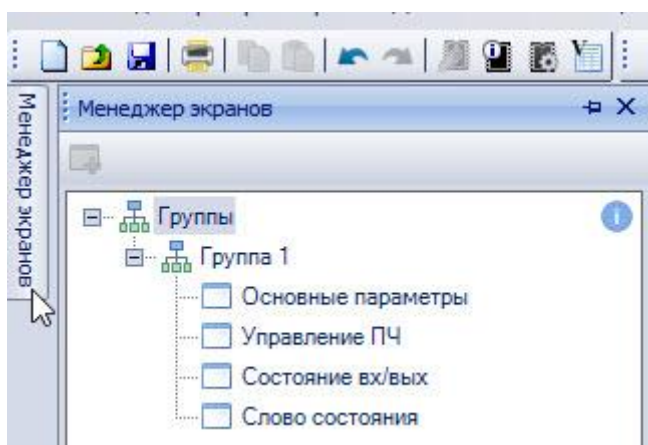 Менеджер экранов
Менеджер экранов
Группы
Группа 1
Основные параметры
Управление ПЧ
Состояние вх/вых
Слово состояния